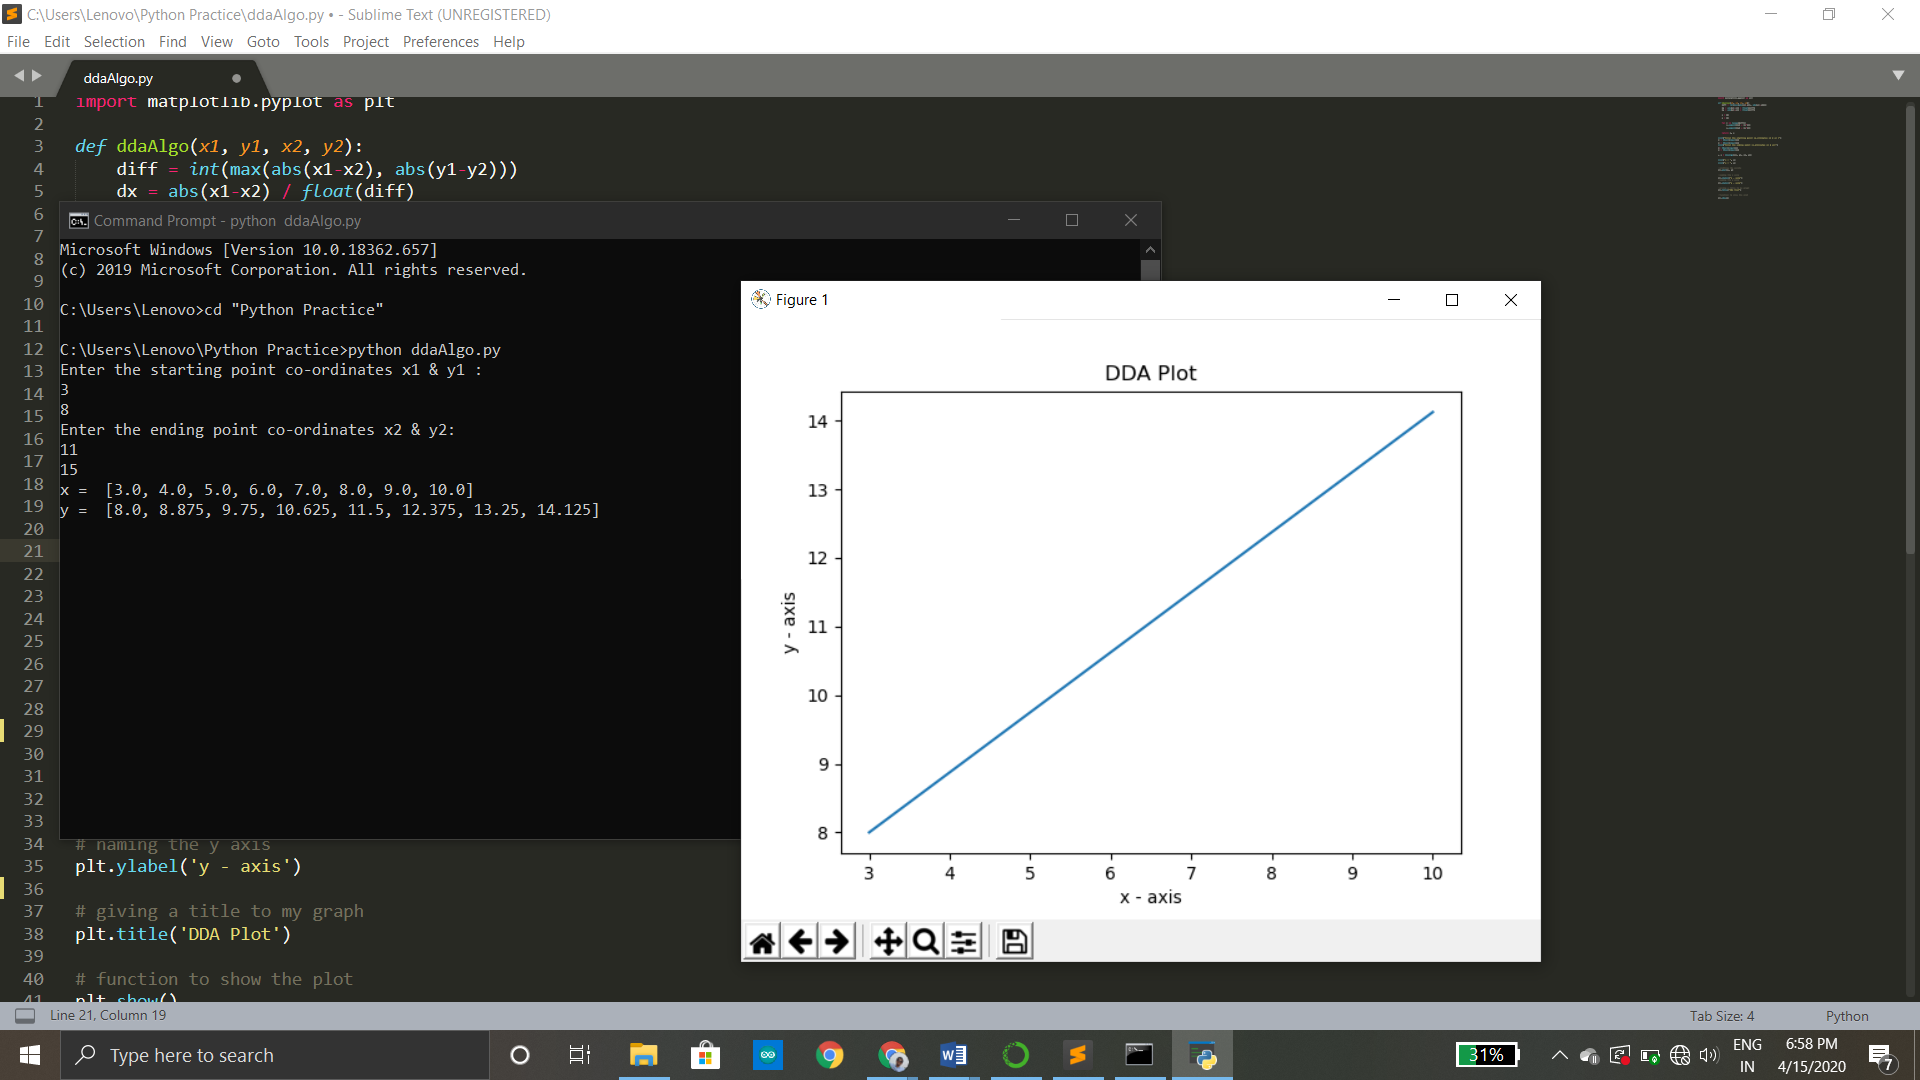 C:\Users\Lenovo\Python Practice\ddaAlgo.py • - Sublime Text (UNREGISTERED)
File Edit Selection Find View Goto Tools Project Preferences Help
ddaAlgo.py
1 import matplotlib.pyplot as plt
2
3 def ddaAlgo(x1, y1, x2, y2):
4 diff = int(max(abs(x1-x2), abs(y1-y2)))
5 dx = abs(x1-x2) / float(diff)
6
7
8
9
10
11
12
13
14
15
16
17
18
19
20
21
22
23
24
25
26
27
28
29
30
31
32
33
34 # naming the y axis
35 plt.ylabel('y - axis')
36
37 # giving a title to my graph
38 plt.title('DDA Plot')
39
40 # function to show the plot
41 plt.show()
Command Prompt - python ddaAlgo.py
Microsoft Windows [Version 10.0.18362.657]
(c) 2019 Microsoft Corporation. All rights reserved.
C:\Users\Lenovo>cd "Python Practice"
C:\Users\Lenovo\Python Practice>python ddaAlgo.py
Enter the starting point co-ordinates x1 & y1 :
3
8
Enter the ending point co-ordinates x2 & y2:
11
15
x = [3.0, 4.0, 5.0, 6.0, 7.0, 8.0, 9.0, 10.0]
y = [8.0, 8.875, 9.75, 10.625, 11.5, 12.375, 13.25, 14.125]
Figure 1
DDA Plot
14
13
12
11
10
9
8
y - axis
3 4 5 6 7 8 9 10
x - axis
Line 21, Column 19
Tab Size: 4
Python
Type here to search
31%
ENG
IN
6:58 PM
4/15/2020
7